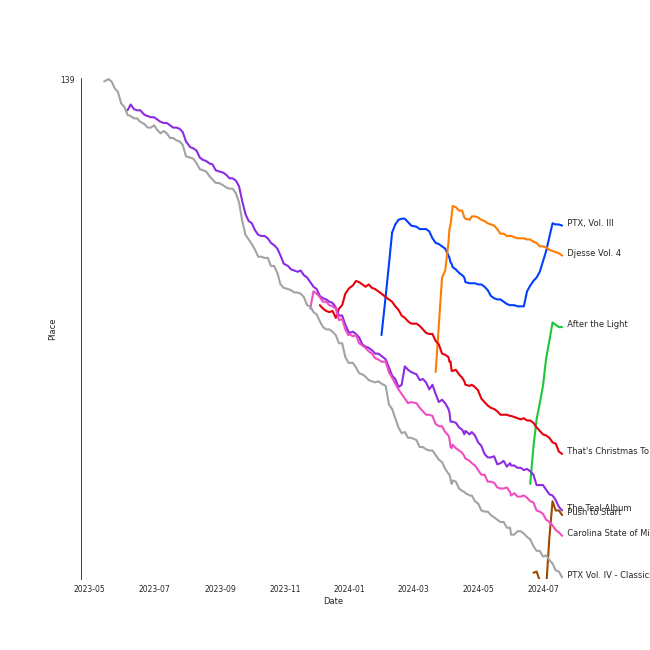 139
PTX, Vol. III
Djesse Vol. 4
After the Light
Place
That's Christmas To
The Teal Album
Push to Start
Carolina State of Mi
PTX Vol. IV - Classic
2023-05 2023-07 2023-09 2023-11 2024-01 2024-03 2024-05 2024-07
Date